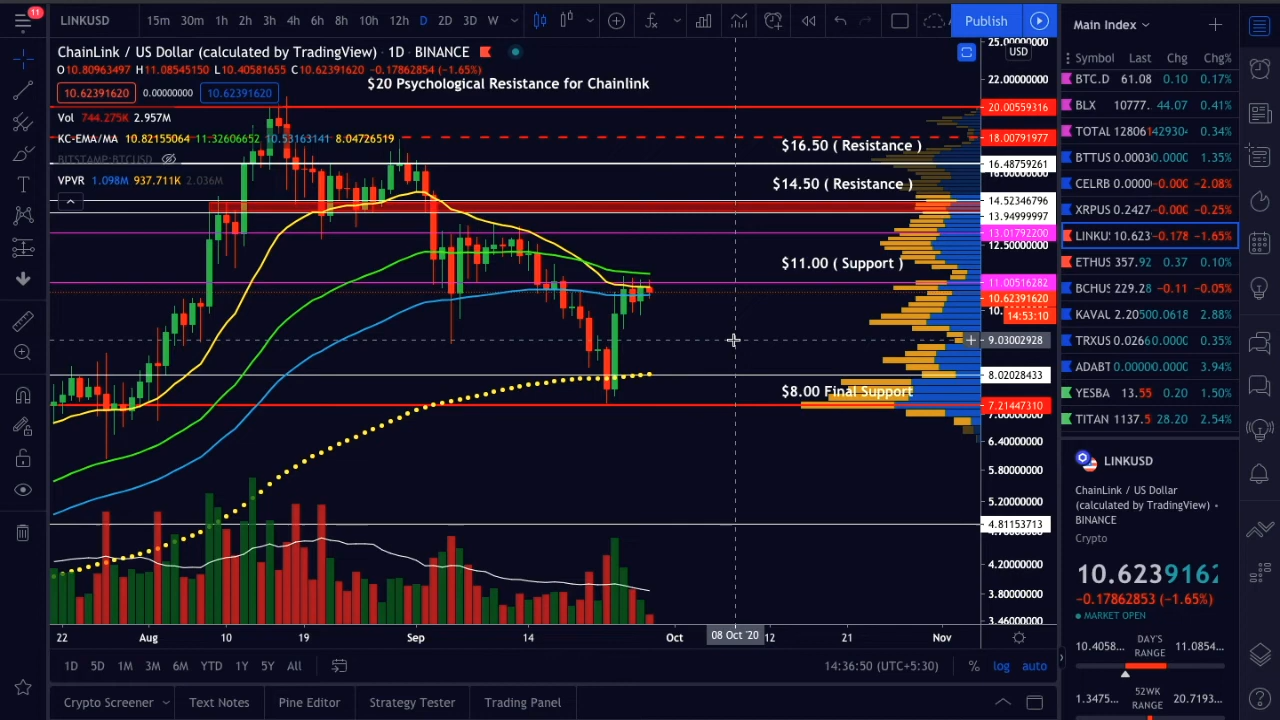 11
LINKUSD
15m 30m 1h 2h 3h 4h 6h 8h 10h 12h D 2D 3D W
Publish
Main Index
ChainLink / US Dollar (calculated by TradingView) · 1D · BINANCE
O10.80963497 H11.08545150 L10.40581655 C10.62391620 −0.17862854 (−1.65%)
10.62391620 0.00000000 10.62391620
$20 Psychological Resistance for Chainlink
Vol 744.275K 2.957M
KC-EMA/MA 10.82155064 11.32606652 10.53163141 8.04726519
BITSTAMP:BTCUSD
VPVR 1.098M 937.711K 2.036M
$16.50 ( Resistance )
$14.50 ( Resistance )
$11.00 ( Support )
$8.00 Final Support
25.00000000
USD
22.00000000
20.00559316
18.00791977
16.48759261
16.00000000
14.52346796
13.94999997
13.01792200
12.50000000
11.00516282
10.62391620
10.
14:53:10
9.03002928
8.02028433
7.21447310
7.00000000
6.40000000
5.80000000
5.20000000
4.81153713
4.20000000
3.80000000
3.46000000
22 Aug 10 19 Sep 14 Oct 08 Oct '20 12 21 Nov
1D 5D 1M 3M 6M YTD 1Y 5Y All
14:36:50 (UTC+5:30) % log auto
Crypto Screener Text Notes Pine Editor Strategy Tester Trading Panel
Symbol Last Chg Chg%
BTC.D 61.08 0.10 0.17%
BLX 10777. 44.07 0.41%
TOTAL 128061 42930 0.34%
BTTUS 0.0003 0.0000 1.35%
CELRB 0.0000 -0.000 −2.08%
XRPUS 0.2427 -0.000 −0.25%
LINKU 10.623 −0.178 −1.65%
ETHUS 357.92 0.37 0.10%
BCHUS 229.28 −0.11 −0.05%
KAVAL 2.20500 0.0618 2.88%
TRXUS 0.0266 0.0000 0.35%
ADABT 0.0000 0.0000 3.94%
YESBA 13.55 0.20 1.50%
TITAN 1137.5 28.20 2.54%
LINKUSD
ChainLink / US Dollar
(calculated by TradingView) •
BINANCE
Crypto
10.623916
−0.17862853 (−1.65%)
MARKET OPEN
10.4058... DAY'S RANGE 11.0854...
1.3475... 52WK RANGE 20.7193...